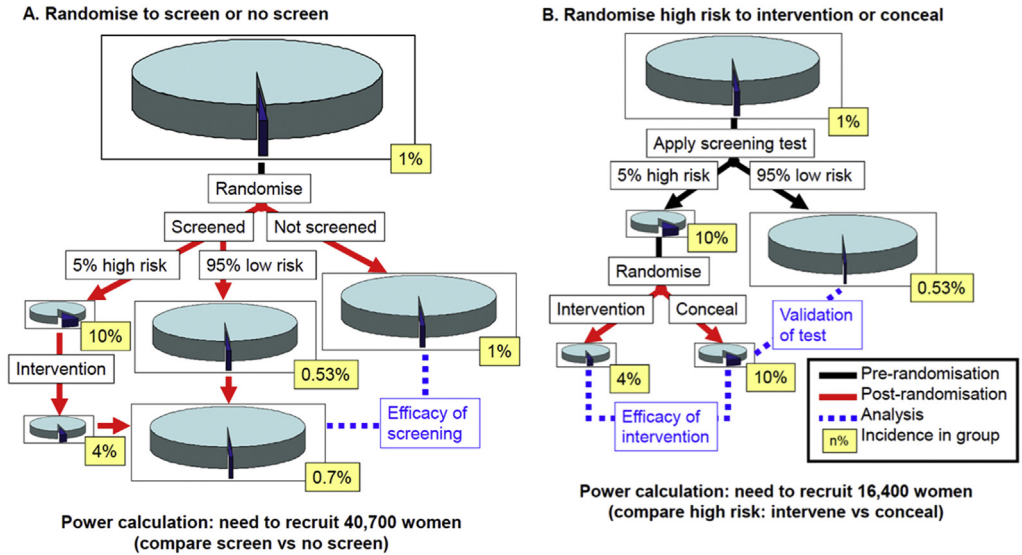 A. Randomise to screen or no screen
1%
Randomise
Screened
Not screened
5% high risk
95% low risk
10%
0.53%
1%
Intervention
4%
0.7%
Efficacy of
screening
Power calculation: need to recruit 40,700 women
(compare screen vs no screen)
B. Randomise high risk to intervention or conceal
1%
Apply screening test
5% high risk
95% low risk
10%
0.53%
Randomise
Intervention
Conceal
Validation
of test
4%
10%
Efficacy of
intervention
Pre-randomisation
Post-randomisation
Analysis
n% Incidence in group
Power calculation: need to recruit 16,400 women
(compare high risk: intervene vs conceal)